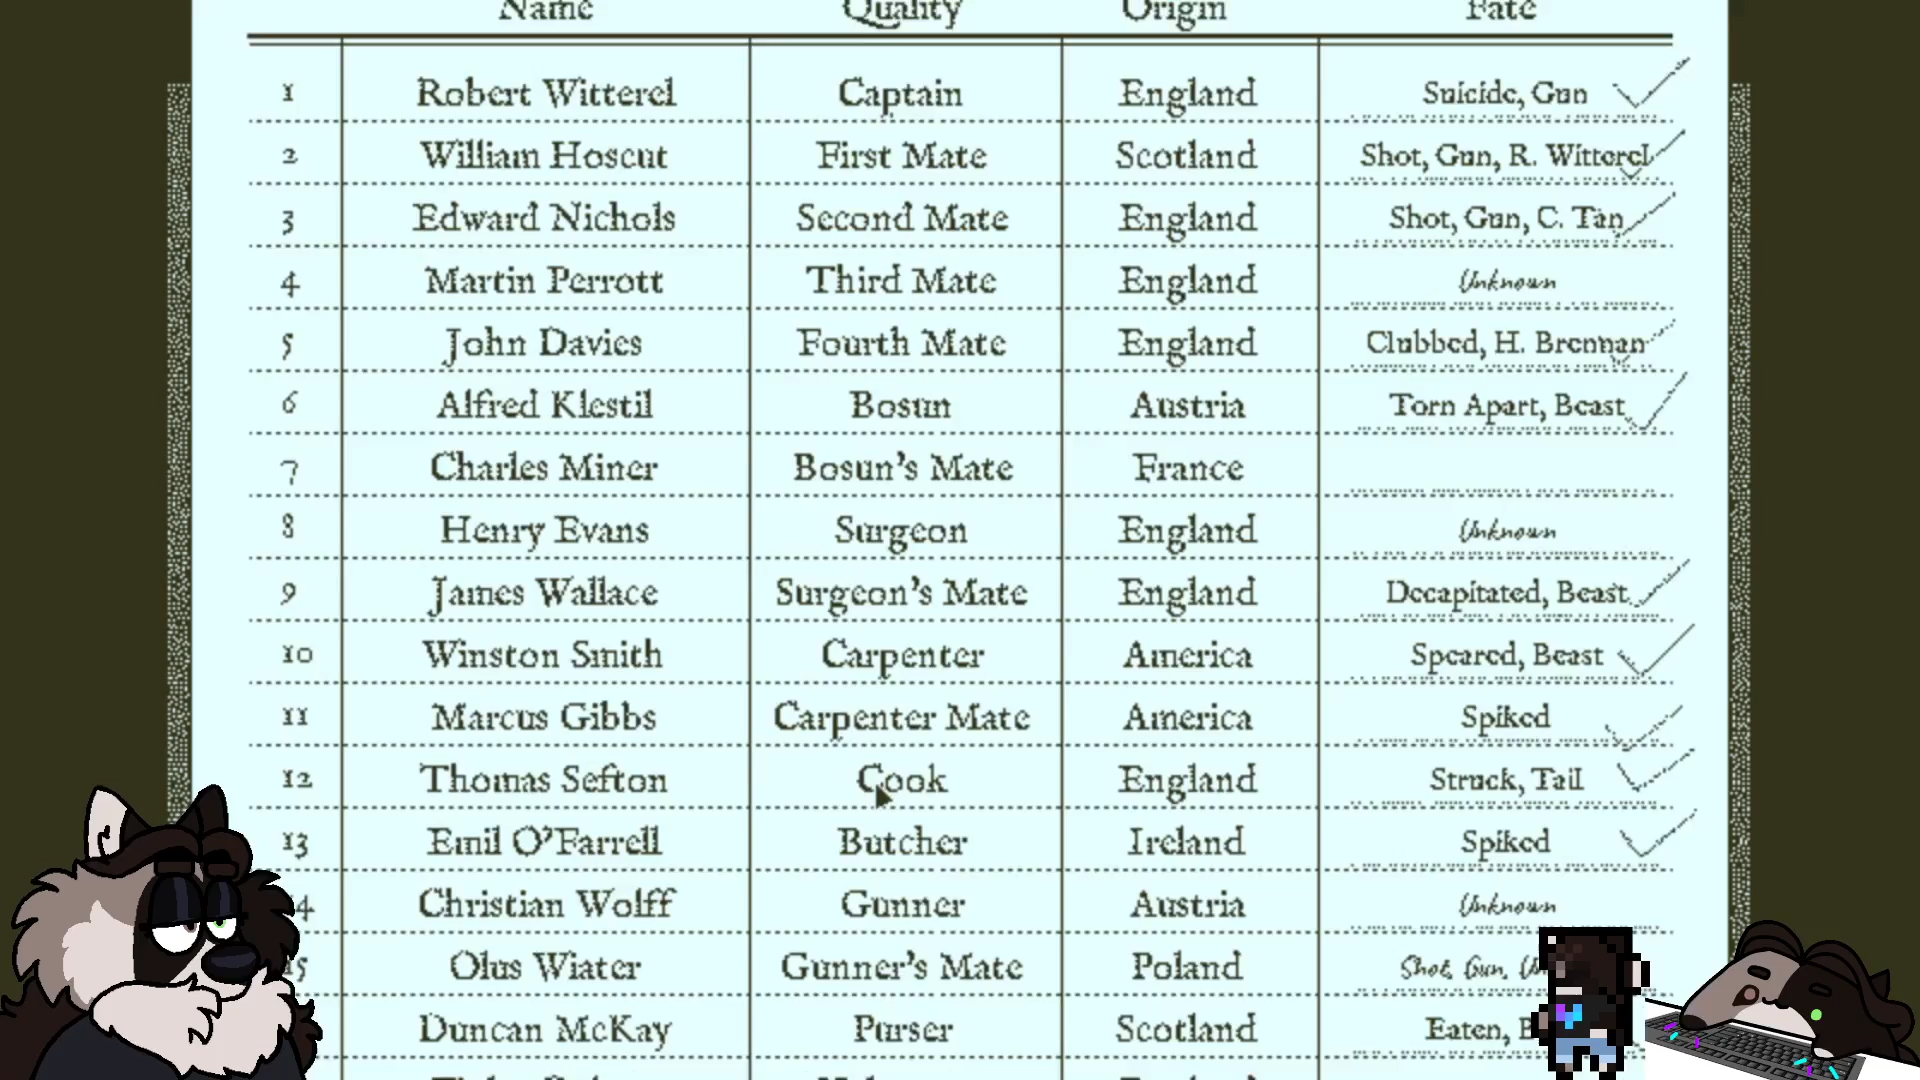 Name Quality Origin Fate
1 Robert Witterel Captain England Suicide, Gun
2 William Hoscut First Mate Scotland Shot, Gun, R. Witterel
3 Edward Nichols Second Mate England Shot, Gun, C. Tan
4 Martin Perrott Third Mate England Unknown
5 John Davies Fourth Mate England Clubbed, H. Brennan
6 Alfred Klestil Bosun Austria Torn Apart, Beast
7 Charles Miner Bosun's Mate France
8 Henry Evans Surgeon England Unknown
9 James Wallace Surgeon's Mate England Decapitated, Beast
10 Winston Smith Carpenter America Speared, Beast
11 Marcus Gibbs Carpenter Mate America Spiked
12 Thomas Sefton Cook England Struck, Tail
13 Emil O'Farrell Butcher Ireland Spiked
4 Christian Wolff Gunner Austria Unknown
15 Olus Wiater Gunner's Mate Poland Shot, Gun,
Duncan McKay Purser Scotland Eaten,